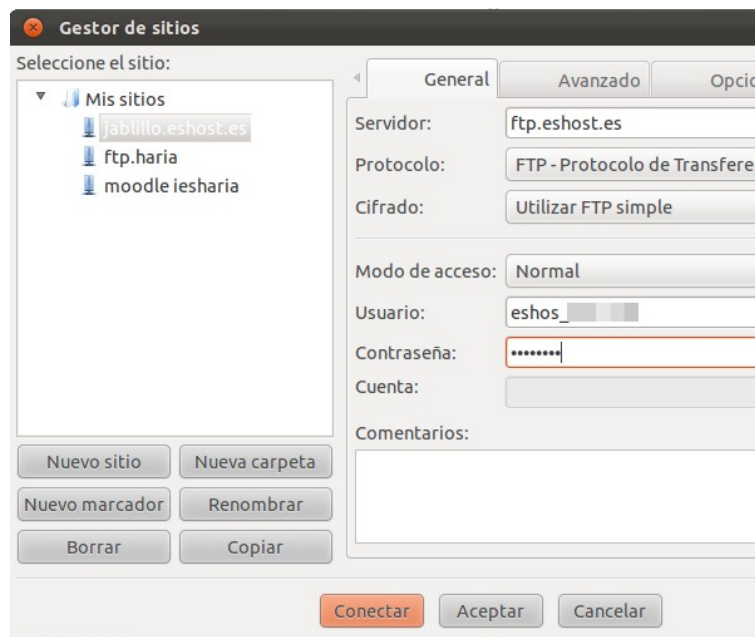 Gestor de sitios
Seleccione el sitio:
Mis sitios
jablillo.eshost.es
ftp.haria
moodle iesharia
Nuevo sitio
Nueva carpeta
Nuevo marcador
Renombrar
Borrar
Copiar
General
Avanzado
Opcio
Servidor:
ftp.eshost.es
Protocolo:
FTP - Protocolo de Transfere
Cifrado:
Utilizar FTP simple
Modo de acceso:
Normal
Usuario:
eshos_
Contraseña:
••••••••
Cuenta:
Comentarios:
Conectar
Aceptar
Cancelar